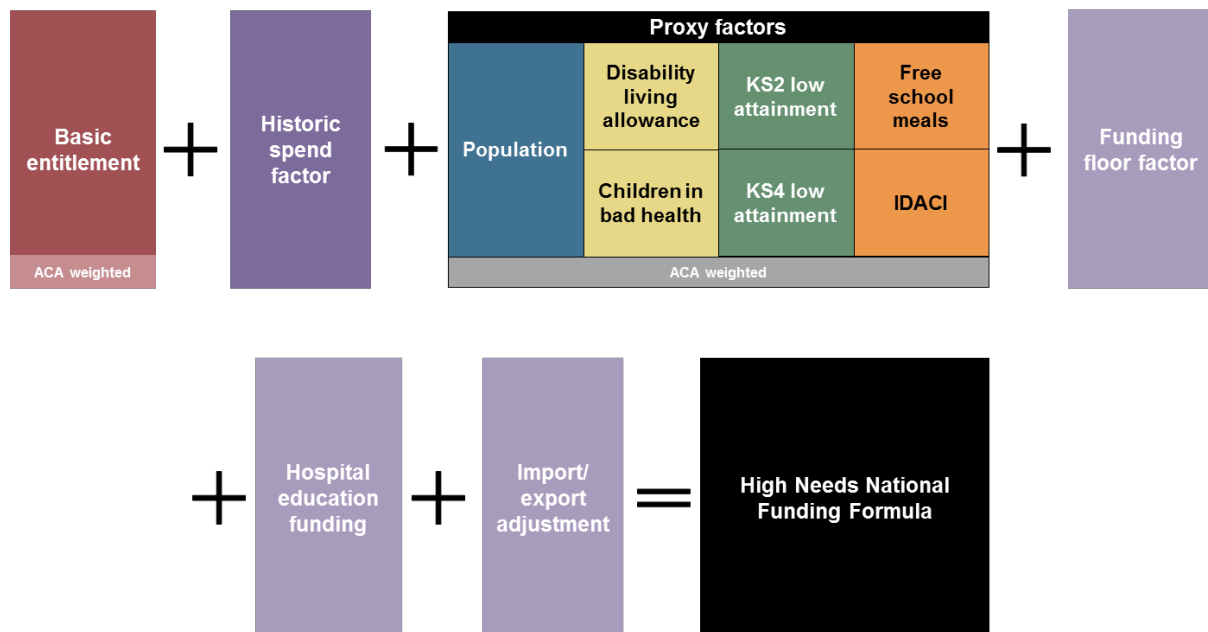 Basic
entitlement
ACA weighted
Historic
spend
factor
Proxy factors
Population
Disability
living
allowance
KS2 low
attainment
Free
school
meals
Children in
bad health
KS4 low
attainment
IDACI
ACA weighted
Funding
floor factor
Hospital
education
funding
Import/
export
adjustment
High Needs National
Funding Formula